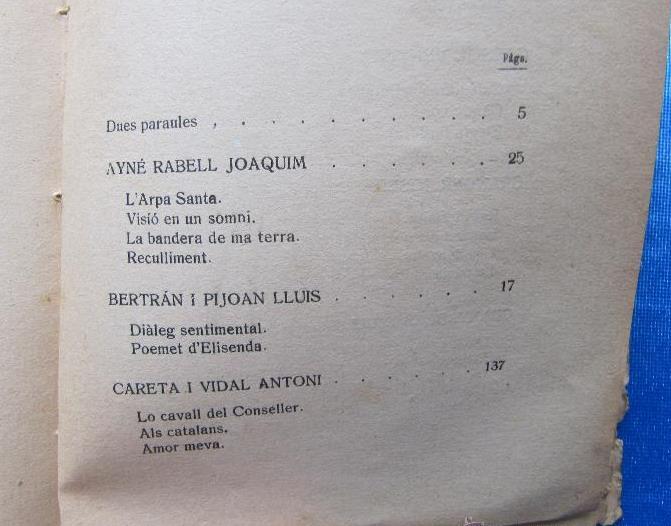 Págs.
Dues paraules , . . . . . . . . . 5
AYNÉ RABELL JOAQUIM . . . . . . 25
L'Arpa Santa.
Visió en un somni.
La bandera de ma terra.
Reculliment.
BERTRÁN I PIJOAN LLUIS . . . . . . 17
Diàleg sentimental.
Poemet d'Elisenda.
CARETA I VIDAL ANTONI . . . . . . 137
Lo cavall del Conseller.
Als catalans.
Amor meva.